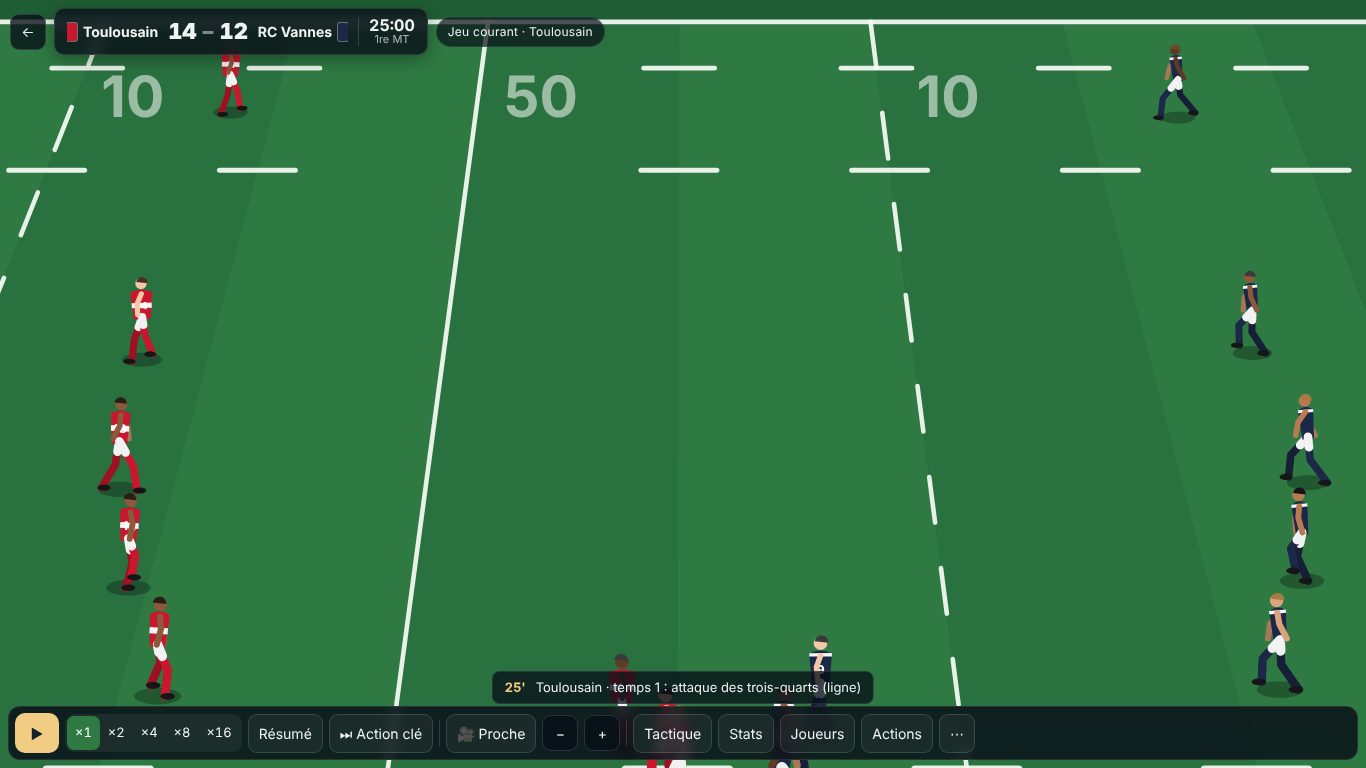 ← Toulousain 14 – 12 RC Vannes 25:00 1re MT
Jeu courant · Toulousain
10 50 10
25' Toulousain · temps 1 : attaque des trois-quarts (ligne)
×1 ×2 ×4 ×8 ×16 Résumé ⏭ Action clé 🎥 Proche − + Tactique Stats Joueurs Actions ⋯